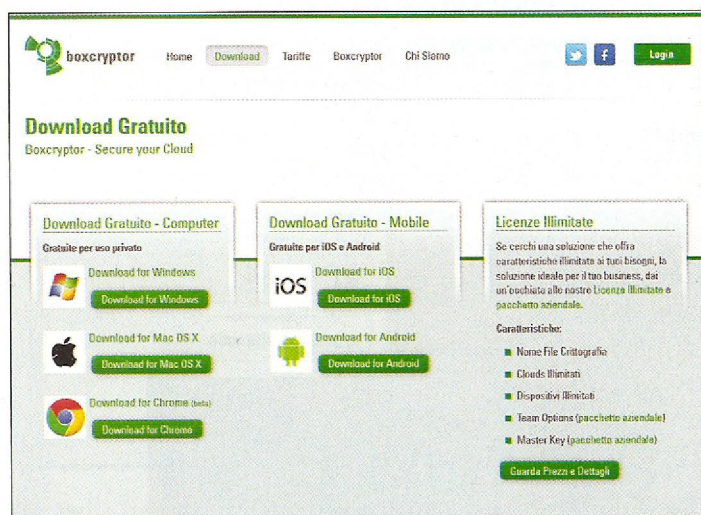 boxcryptor
Home Download Tariffe Boxcryptor Chi Siamo
Login
Download Gratuito
Boxcryptor - Secure your Cloud
Download Gratuito - Computer
Gratuite per uso privato
Download for Windows
Download for Windows
Download for Mac OS X
Download for Mac OS X
Download for Chrome (beta)
Download for Chrome
Download Gratuito - Mobile
Gratuite per iOS e Android
iOS
Download for iOS
Download for iOS
Download for Android
Download for Android
Licenze Illimitate
Se cerchi una soluzione che offra
caratteristiche illimitate ai tuoi bisogni, la
soluzione ideale per il tuo business, dai
un'occhiata alle nostre Licenze Illimitate e
pacchetto aziendale.
Caratteristiche:
Nome File Crittografia
Clouds Illimitati
Dispositivi Illimitati
Team Options (pacchetto aziendale)
Master Key (pacchetto aziendale)
Guarda Prezzi e Dettagli